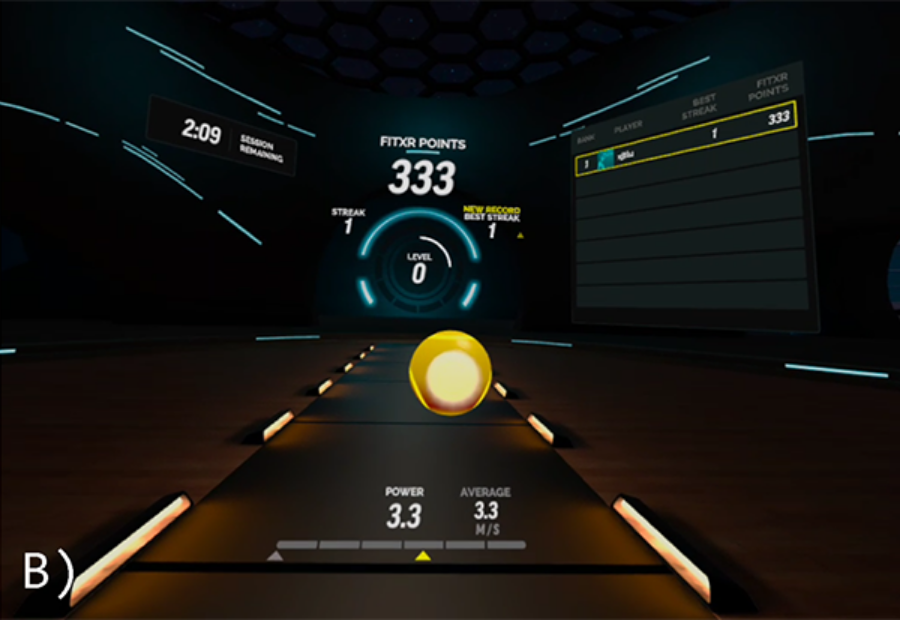 2:09
SESSION
REMAINING
FITXR POINTS
333
STREAK
1
NEW RECORD
BEST STREAK
1
LEVEL
0
RANK PLAYER BEST STREAK FITXR POINTS
1 1 333
POWER
3.3
AVERAGE
3.3
M/S
B)